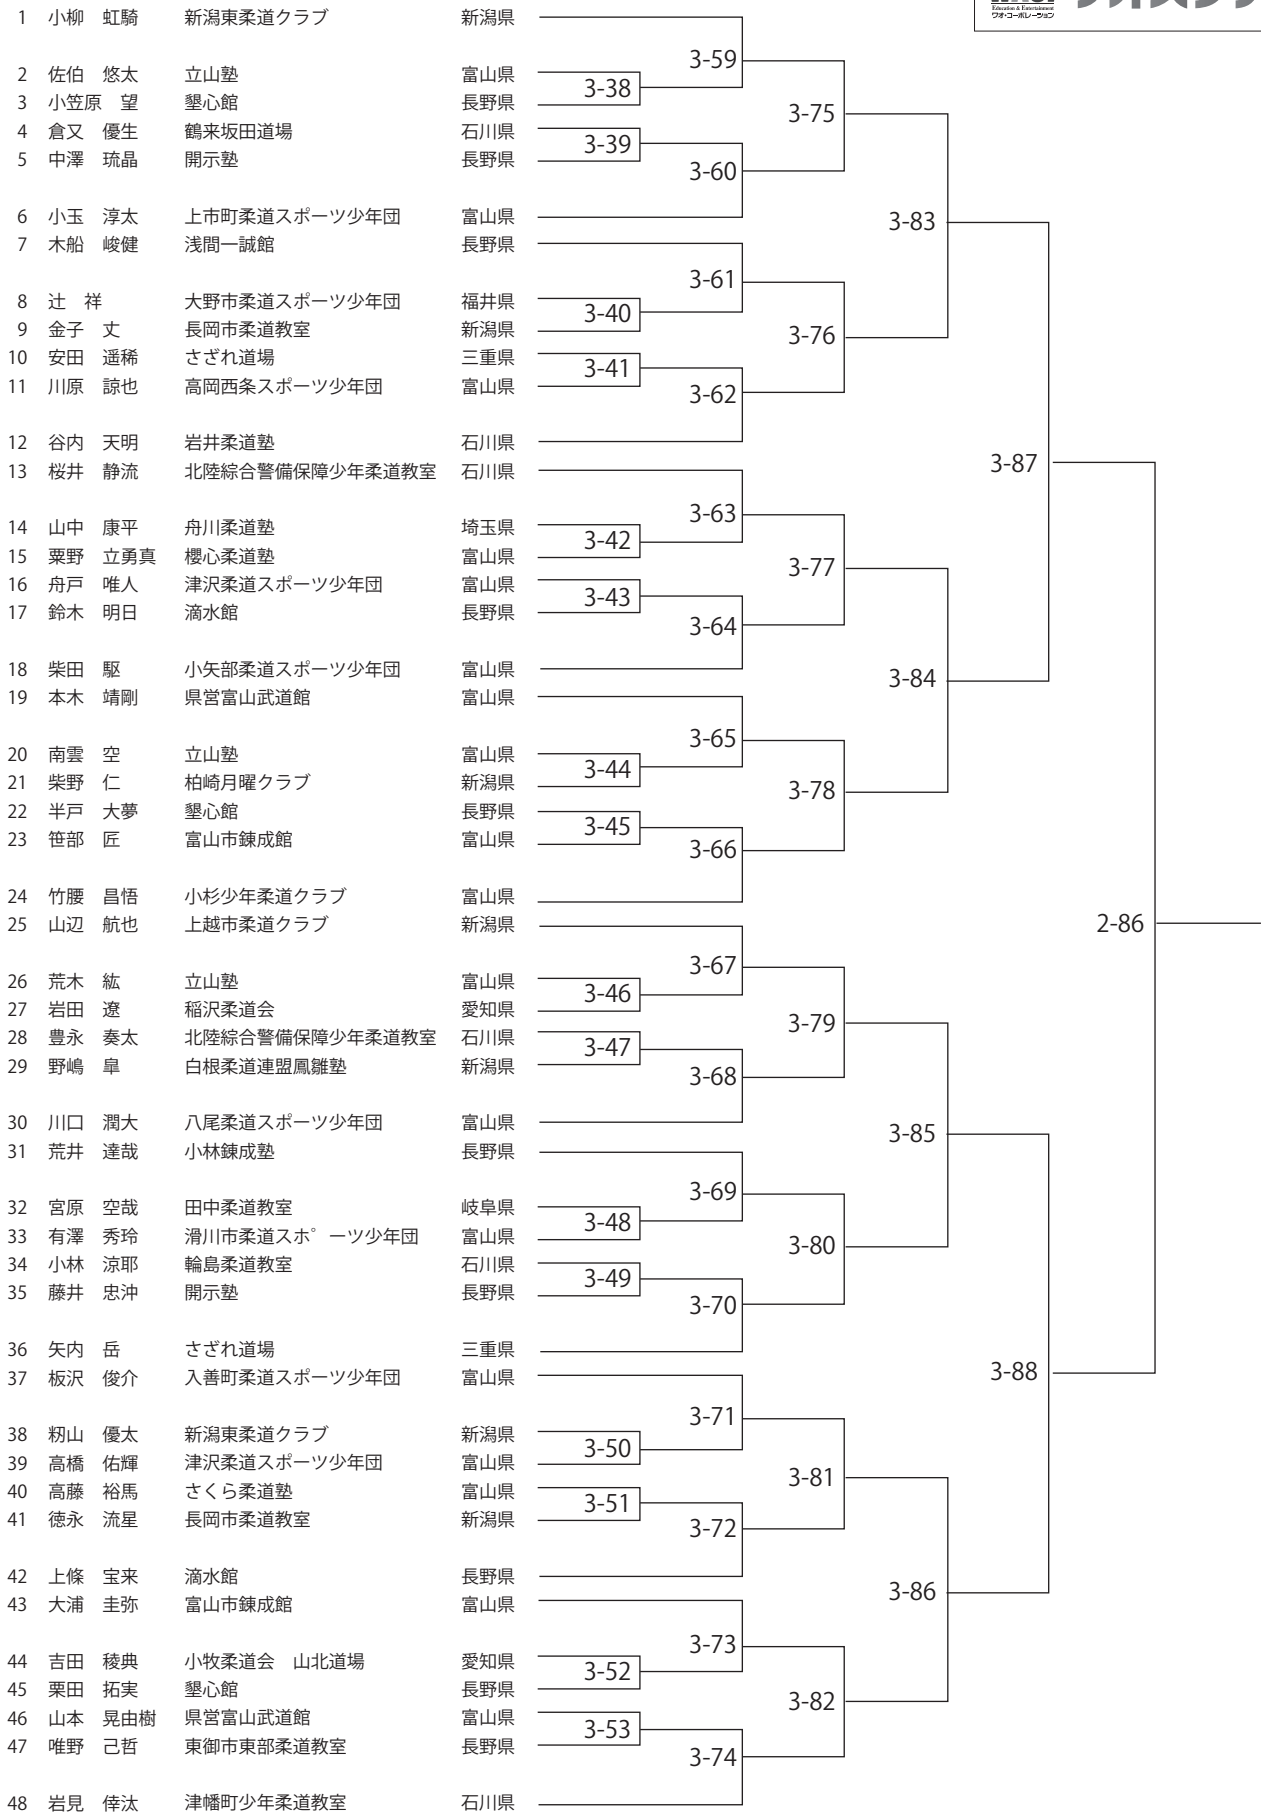 Education & Entertainment
ワオ・コーポレーション
1 小柳 虹騎 新潟東柔道クラブ 新潟県
3-59
2 佐伯 悠太 立山塾 富山県
3-38
3 小笠原 望 墾心館 長野県
3-75
4 倉又 優生 鶴来坂田道場 石川県
3-39
5 中澤 琉晶 開示塾 長野県
3-60
6 小玉 淳太 上市町柔道スポーツ少年団 富山県
3-83
7 木船 峻健 浅間一誠館 長野県
3-61
8 辻 祥 大野市柔道スポーツ少年団 福井県
3-40
9 金子 丈 長岡市柔道教室 新潟県
3-76
10 安田 遥稀 さざれ道場 三重県
3-41
11 川原 諒也 高岡西条スポーツ少年団 富山県
3-62
12 谷内 天明 岩井柔道塾 石川県
3-87
13 桜井 静流 北陸綜合警備保障少年柔道教室 石川県
3-63
14 山中 康平 舟川柔道塾 埼玉県
3-42
15 粟野 立勇真 櫻心柔道塾 富山県
3-77
16 舟戸 唯人 津沢柔道スポーツ少年団 富山県
3-43
17 鈴木 明日 滴水館 長野県
3-64
18 柴田 駆 小矢部柔道スポーツ少年団 富山県
3-84
19 本木 靖剛 県営富山武道館 富山県
3-65
20 南雲 空 立山塾 富山県
3-44
21 柴野 仁 柏崎月曜クラブ 新潟県
3-78
22 半戸 大夢 墾心館 長野県
3-45
23 笹部 匠 富山市錬成館 富山県
3-66
24 竹腰 昌悟 小杉少年柔道クラブ 富山県
2-86
25 山辺 航也 上越市柔道クラブ 新潟県
3-67
26 荒木 紘 立山塾 富山県
3-46
27 岩田 遼 稲沢柔道会 愛知県
3-79
28 豊永 奏太 北陸綜合警備保障少年柔道教室 石川県
3-47
29 野嶋 皐 白根柔道連盟鳳雛塾 新潟県
3-68
30 川口 潤大 八尾柔道スポーツ少年団 富山県
3-85
31 荒井 達哉 小林錬成塾 長野県
3-69
32 宮原 空哉 田中柔道教室 岐阜県
3-48
33 有澤 秀玲 滑川市柔道スホ゜ーツ少年団 富山県
3-80
34 小林 涼耶 輪島柔道教室 石川県
3-49
35 藤井 忠沖 開示塾 長野県
3-70
36 矢内 岳 さざれ道場 三重県
3-88
37 板沢 俊介 入善町柔道スポーツ少年団 富山県
3-71
38 籾山 優太 新潟東柔道クラブ 新潟県
3-50
39 高橋 佑輝 津沢柔道スポーツ少年団 富山県
3-81
40 高藤 裕馬 さくら柔道塾 富山県
3-51
41 徳永 流星 長岡市柔道教室 新潟県
3-72
42 上條 宝来 滴水館 長野県
3-86
43 大浦 圭弥 富山市錬成館 富山県
3-73
44 吉田 稜典 小牧柔道会 山北道場 愛知県
3-52
45 栗田 拓実 墾心館 長野県
3-82
46 山本 晃由樹 県営富山武道館 富山県
3-53
47 唯野 己哲 東御市東部柔道教室 長野県
3-74
48 岩見 倖汰 津幡町少年柔道教室 石川県